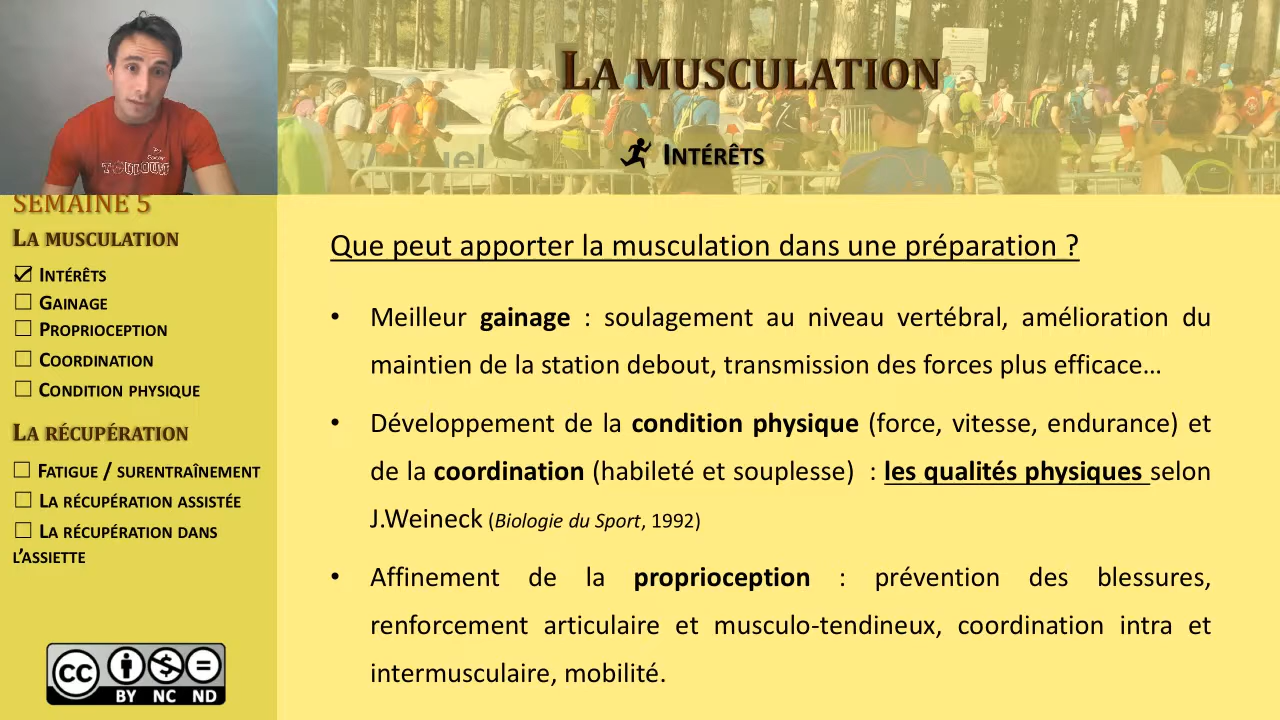 LA MUSCULATION
INTÉRÊTS
SEMAINE 5
LA MUSCULATION
☑ INTÉRÊTS
☐ GAINAGE
☐ PROPRIOCEPTION
☐ COORDINATION
☐ CONDITION PHYSIQUE
LA RÉCUPÉRATION
☐ FATIGUE / SURENTRAÎNEMENT
☐ LA RÉCUPÉRATION ASSISTÉE
☐ LA RÉCUPÉRATION DANS
L'ASSIETTE
CC BY NC ND
Que peut apporter la musculation dans une préparation ?
• Meilleur gainage : soulagement au niveau vertébral, amélioration du
maintien de la station debout, transmission des forces plus efficace…
• Développement de la condition physique (force, vitesse, endurance) et
de la coordination (habileté et souplesse) : les qualités physiques selon
J.Weineck (Biologie du Sport, 1992)
• Affinement de la proprioception : prévention des blessures,
renforcement articulaire et musculo-tendineux, coordination intra et
intermusculaire, mobilité.